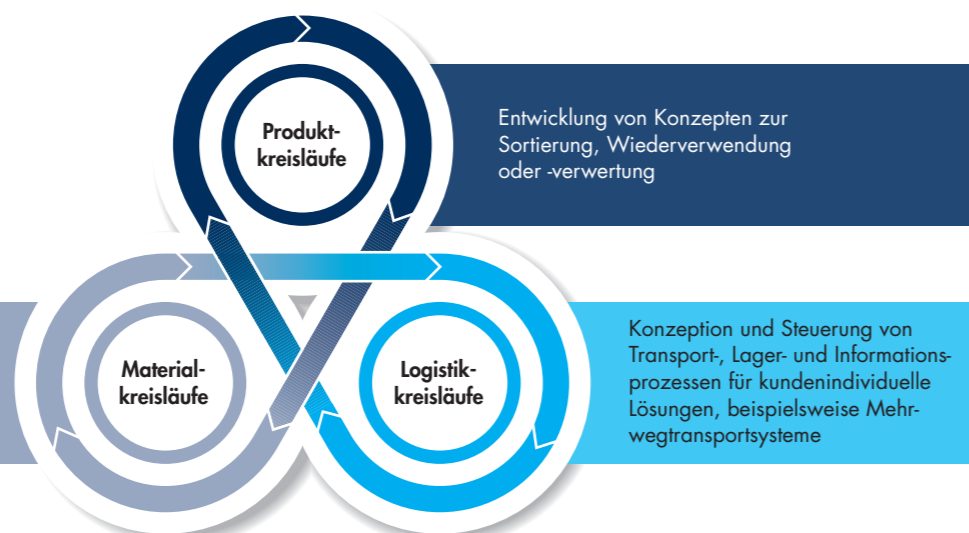 Produkt-
kreisläufe
Entwicklung von Konzepten zur
Sortierung, Wiederverwendung
oder -verwertung
Material-
kreisläufe
Logistik-
kreisläufe
Konzeption und Steuerung von
Transport-, Lager- und Informations-
prozessen für kundenindividuelle
Lösungen, beispielsweise Mehr-
wegtransportsysteme